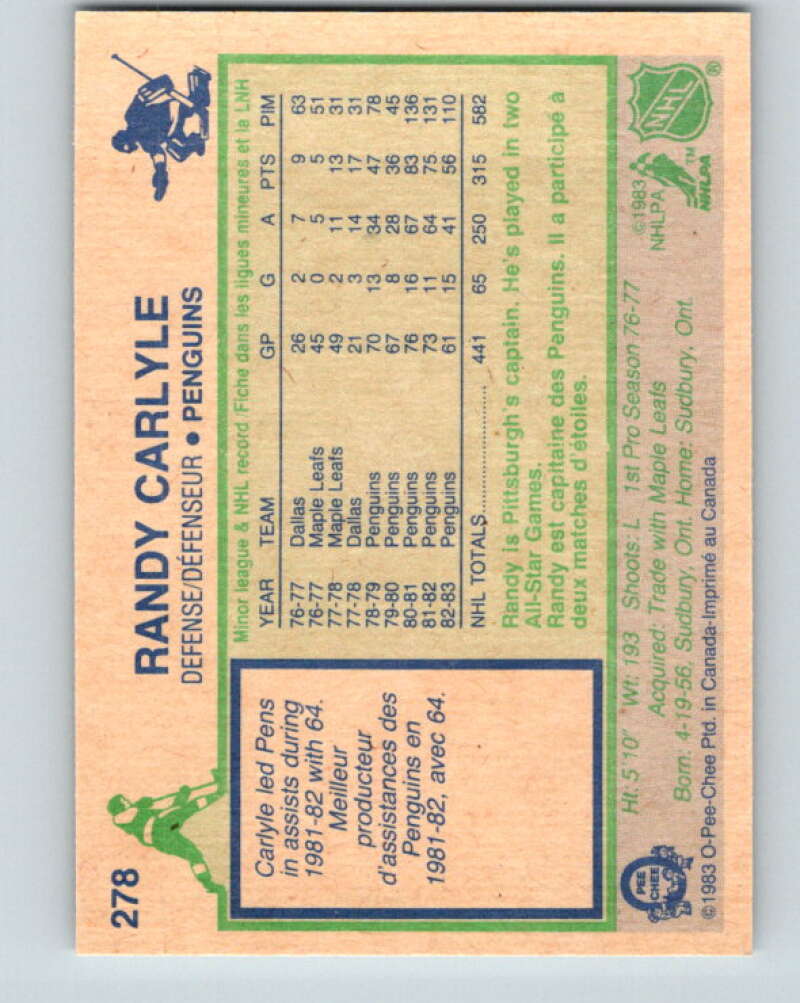 278
RANDY CARLYLE
DEFENSE/DÉFENSEUR • PENGUINS
Carlyle led Pens
in assists during
1981-82 with 64.
Meilleur
producteur
d'assistances des
Penguins en
1981-82, avec 64.
Minor league & NHL record Fiche dans les ligues mineures et la LNH
YEAR TEAM GP G A PTS PIM
76-77 Dallas 26 2 7 9 63
76-77 Maple Leafs 45 0 5 5 51
77-78 Maple Leafs 49 2 11 13 31
77-78 Dallas 21 3 14 17 31
78-79 Penguins 70 13 34 47 78
79-80 Penguins 67 8 28 36 45
80-81 Penguins 76 16 67 83 136
81-82 Penguins 73 11 64 75 131
82-83 Penguins 61 15 41 56 110
NHL TOTALS............... 441 65 250 315 582
Randy is Pittsburgh's captain. He's played in two
All-Star Games.
Randy est capitaine des Penguins. Il a participé à
deux matches d'étoiles.
Ht: 5'10" Wt: 193 Shoots: L 1st Pro Season 76-77
Acquired: Trade with Maple Leafs
Born: 4-19-56, Sudbury, Ont. Home: Sudbury, Ont.
©1983 O-Pee-Chee Ptd. in Canada-Imprimé au Canada
PEE
CHEE
©1983
NHLPA
NHLPA
TM
NHL
®